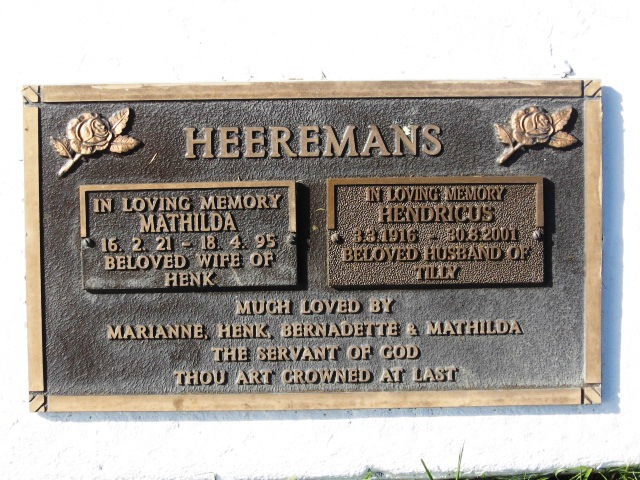 HEEREMANS
IN LOVING MEMORY
MATHILDA
16. 2. 21 - 18. 4. 95
BELOVED WIFE OF
HENK
IN LOVING MEMORY
HENDRICUS
3.3.1916 - 30.8.2001
BELOVED HUSBAND OF
TILLY
MUCH LOVED BY
MARIANNE, HENK, BERNADETTE & MATHILDA
THE SERVANT OF GOD
THOU ART CROWNED AT LAST